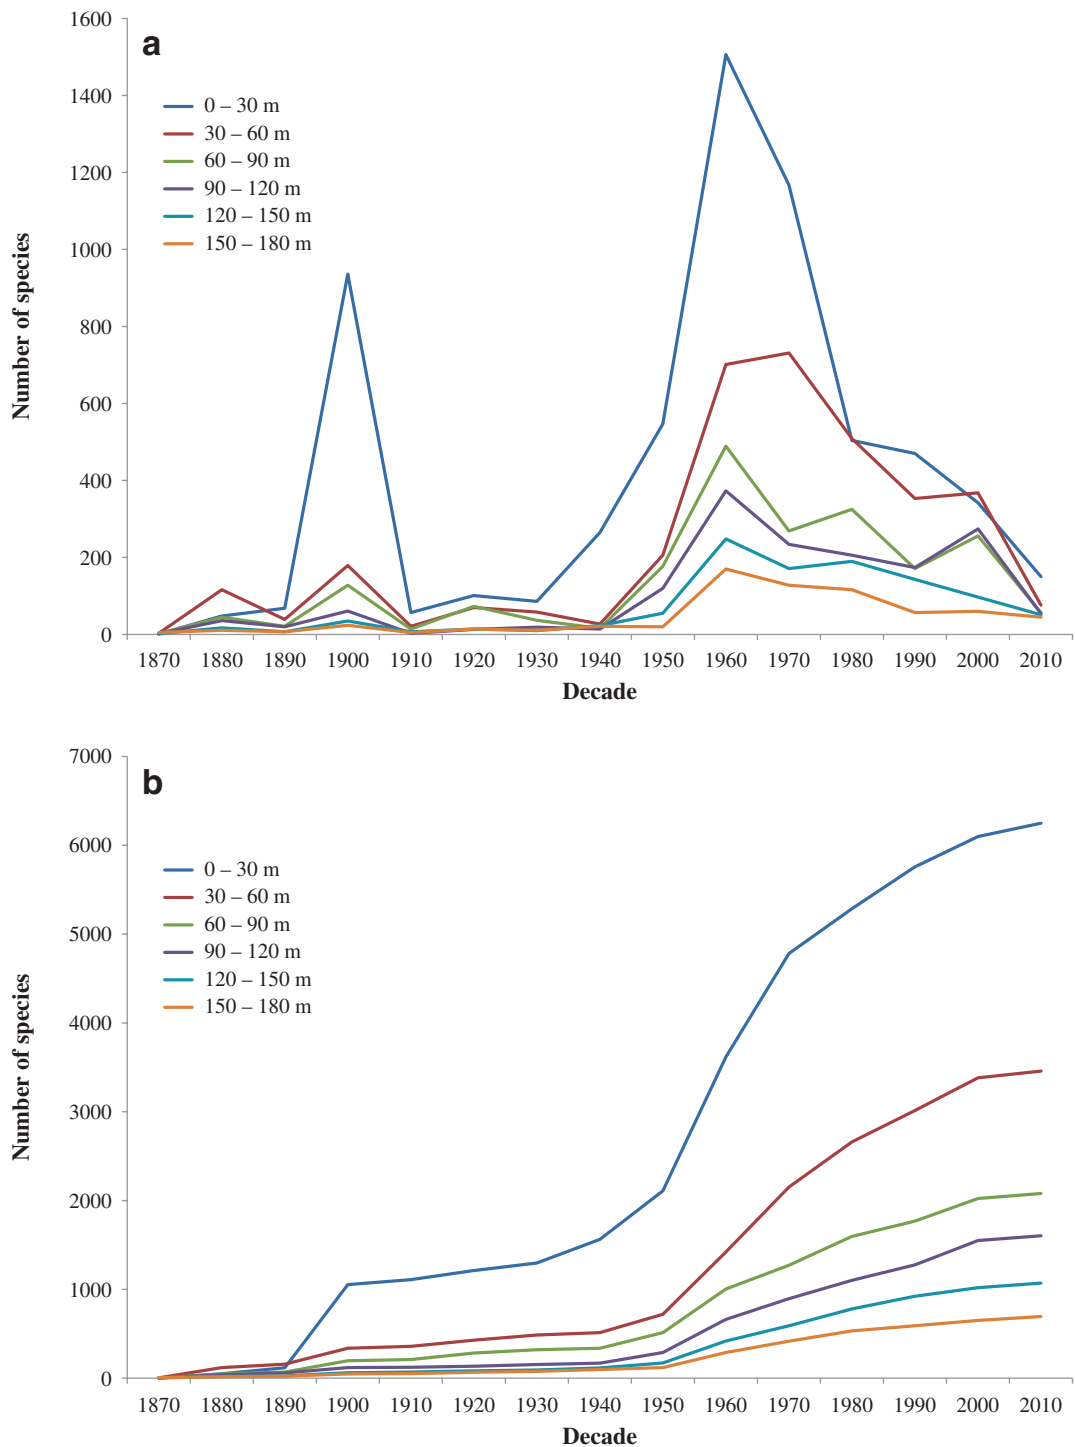 a
1600
1400
1200
1000
800
600
400
200
0
Number of species
0 – 30 m
30 – 60 m
60 – 90 m
90 – 120 m
120 – 150 m
150 – 180 m
1870 1880 1890 1900 1910 1920 1930 1940 1950 1960 1970 1980 1990 2000 2010
Decade
b
7000
6000
5000
4000
3000
2000
1000
0
Number of species
0 – 30 m
30 – 60 m
60 – 90 m
90 – 120 m
120 – 150 m
150 – 180 m
1870 1880 1890 1900 1910 1920 1930 1940 1950 1960 1970 1980 1990 2000 2010
Decade